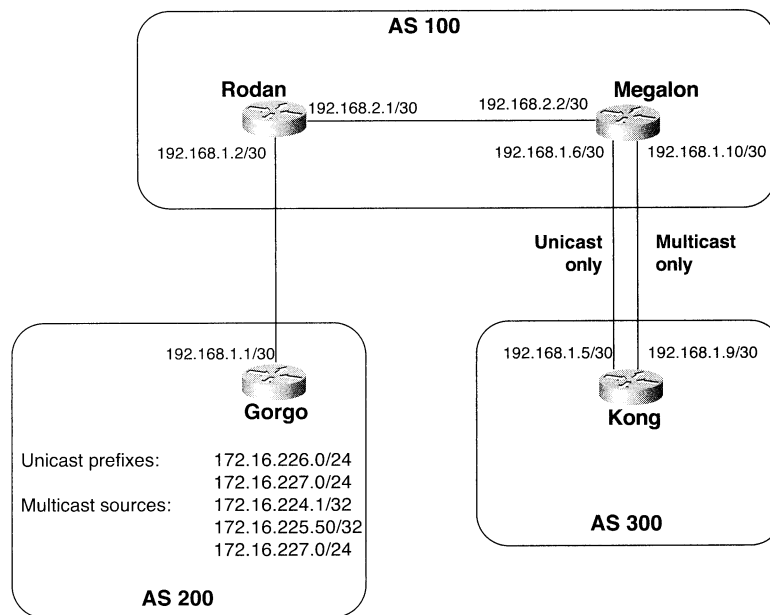 AS 100
Rodan
Megalon
192.168.2.1/30
192.168.2.2/30
192.168.1.2/30
192.168.1.6/30
192.168.1.10/30
Unicast only
Multicast only
192.168.1.1/30
Gorgo
192.168.1.5/30
192.168.1.9/30
Kong
Unicast prefixes: 172.16.226.0/24
172.16.227.0/24
Multicast sources: 172.16.224.1/32
172.16.225.50/32
172.16.227.0/24
AS 200
AS 300